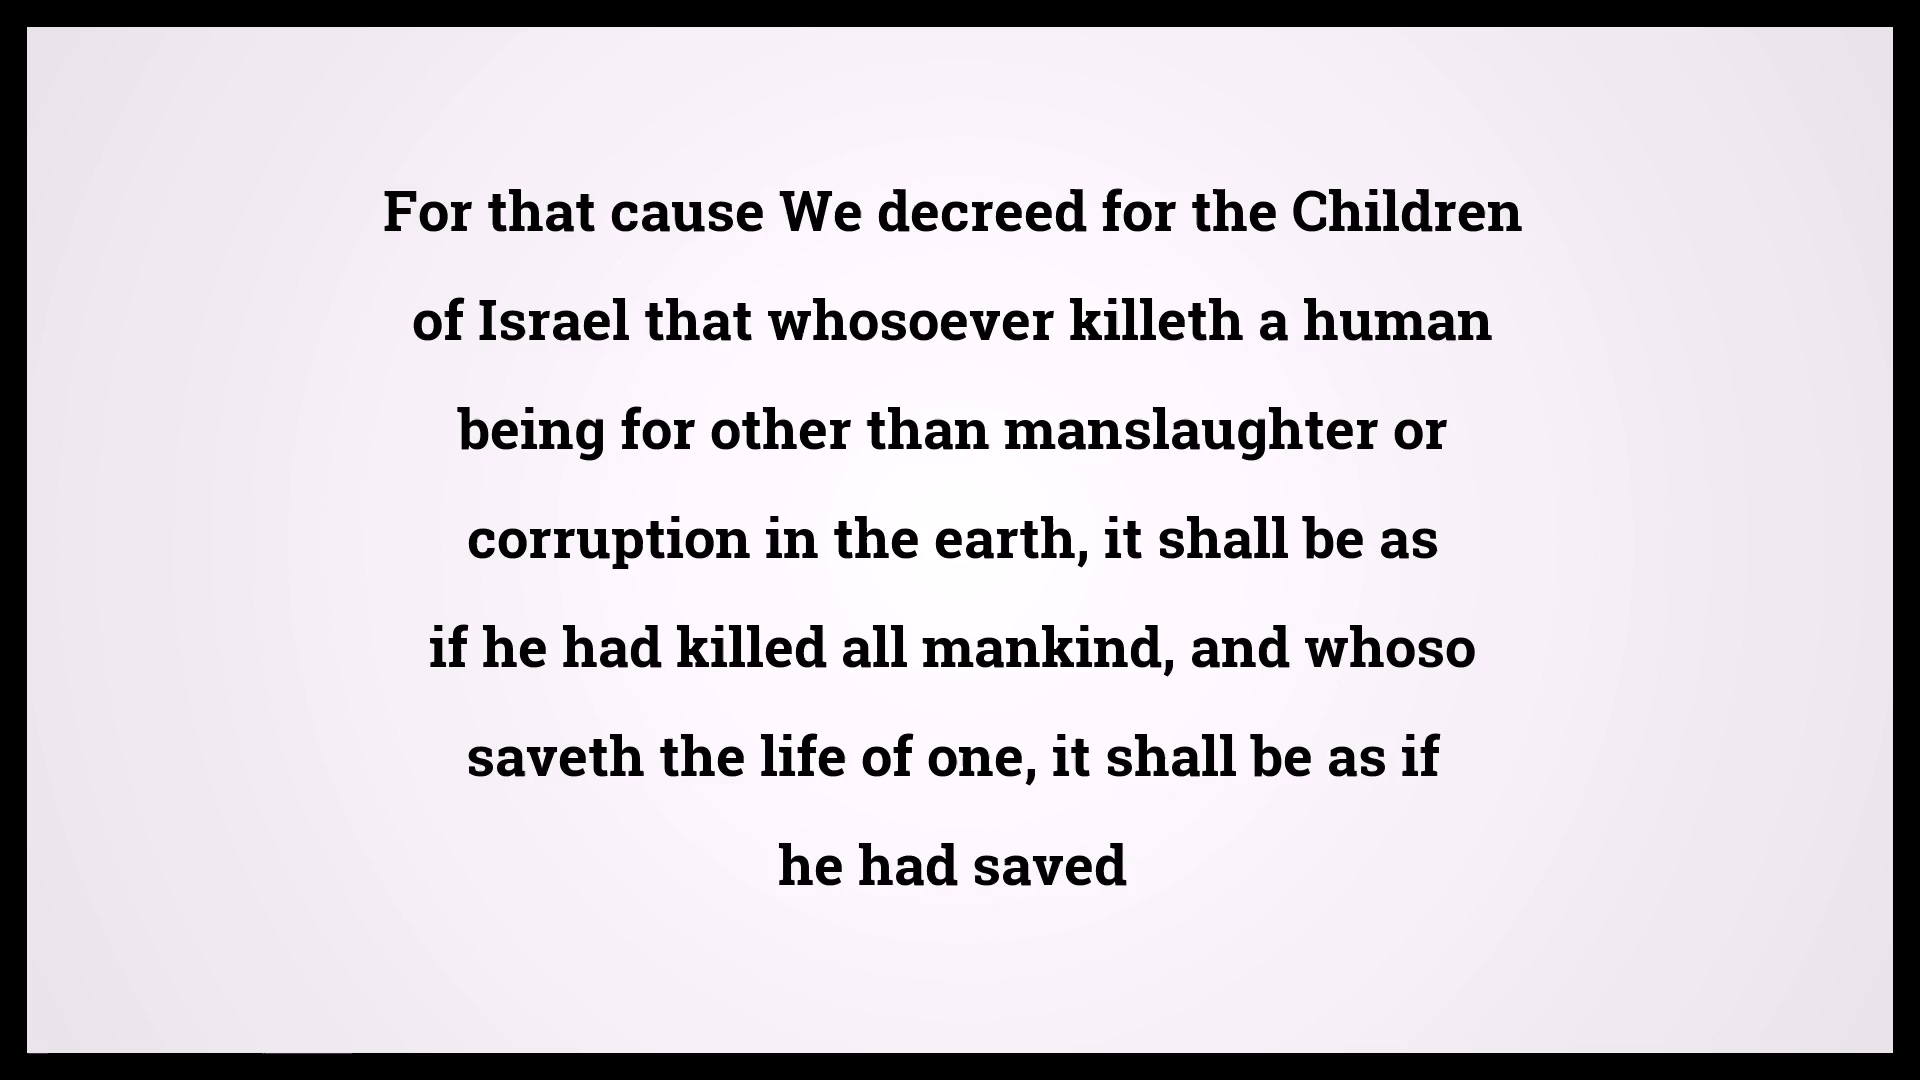 For that cause We decreed for the Children
of Israel that whosoever killeth a human
being for other than manslaughter or
corruption in the earth, it shall be as
if he had killed all mankind, and whoso
saveth the life of one, it shall be as if
he had saved